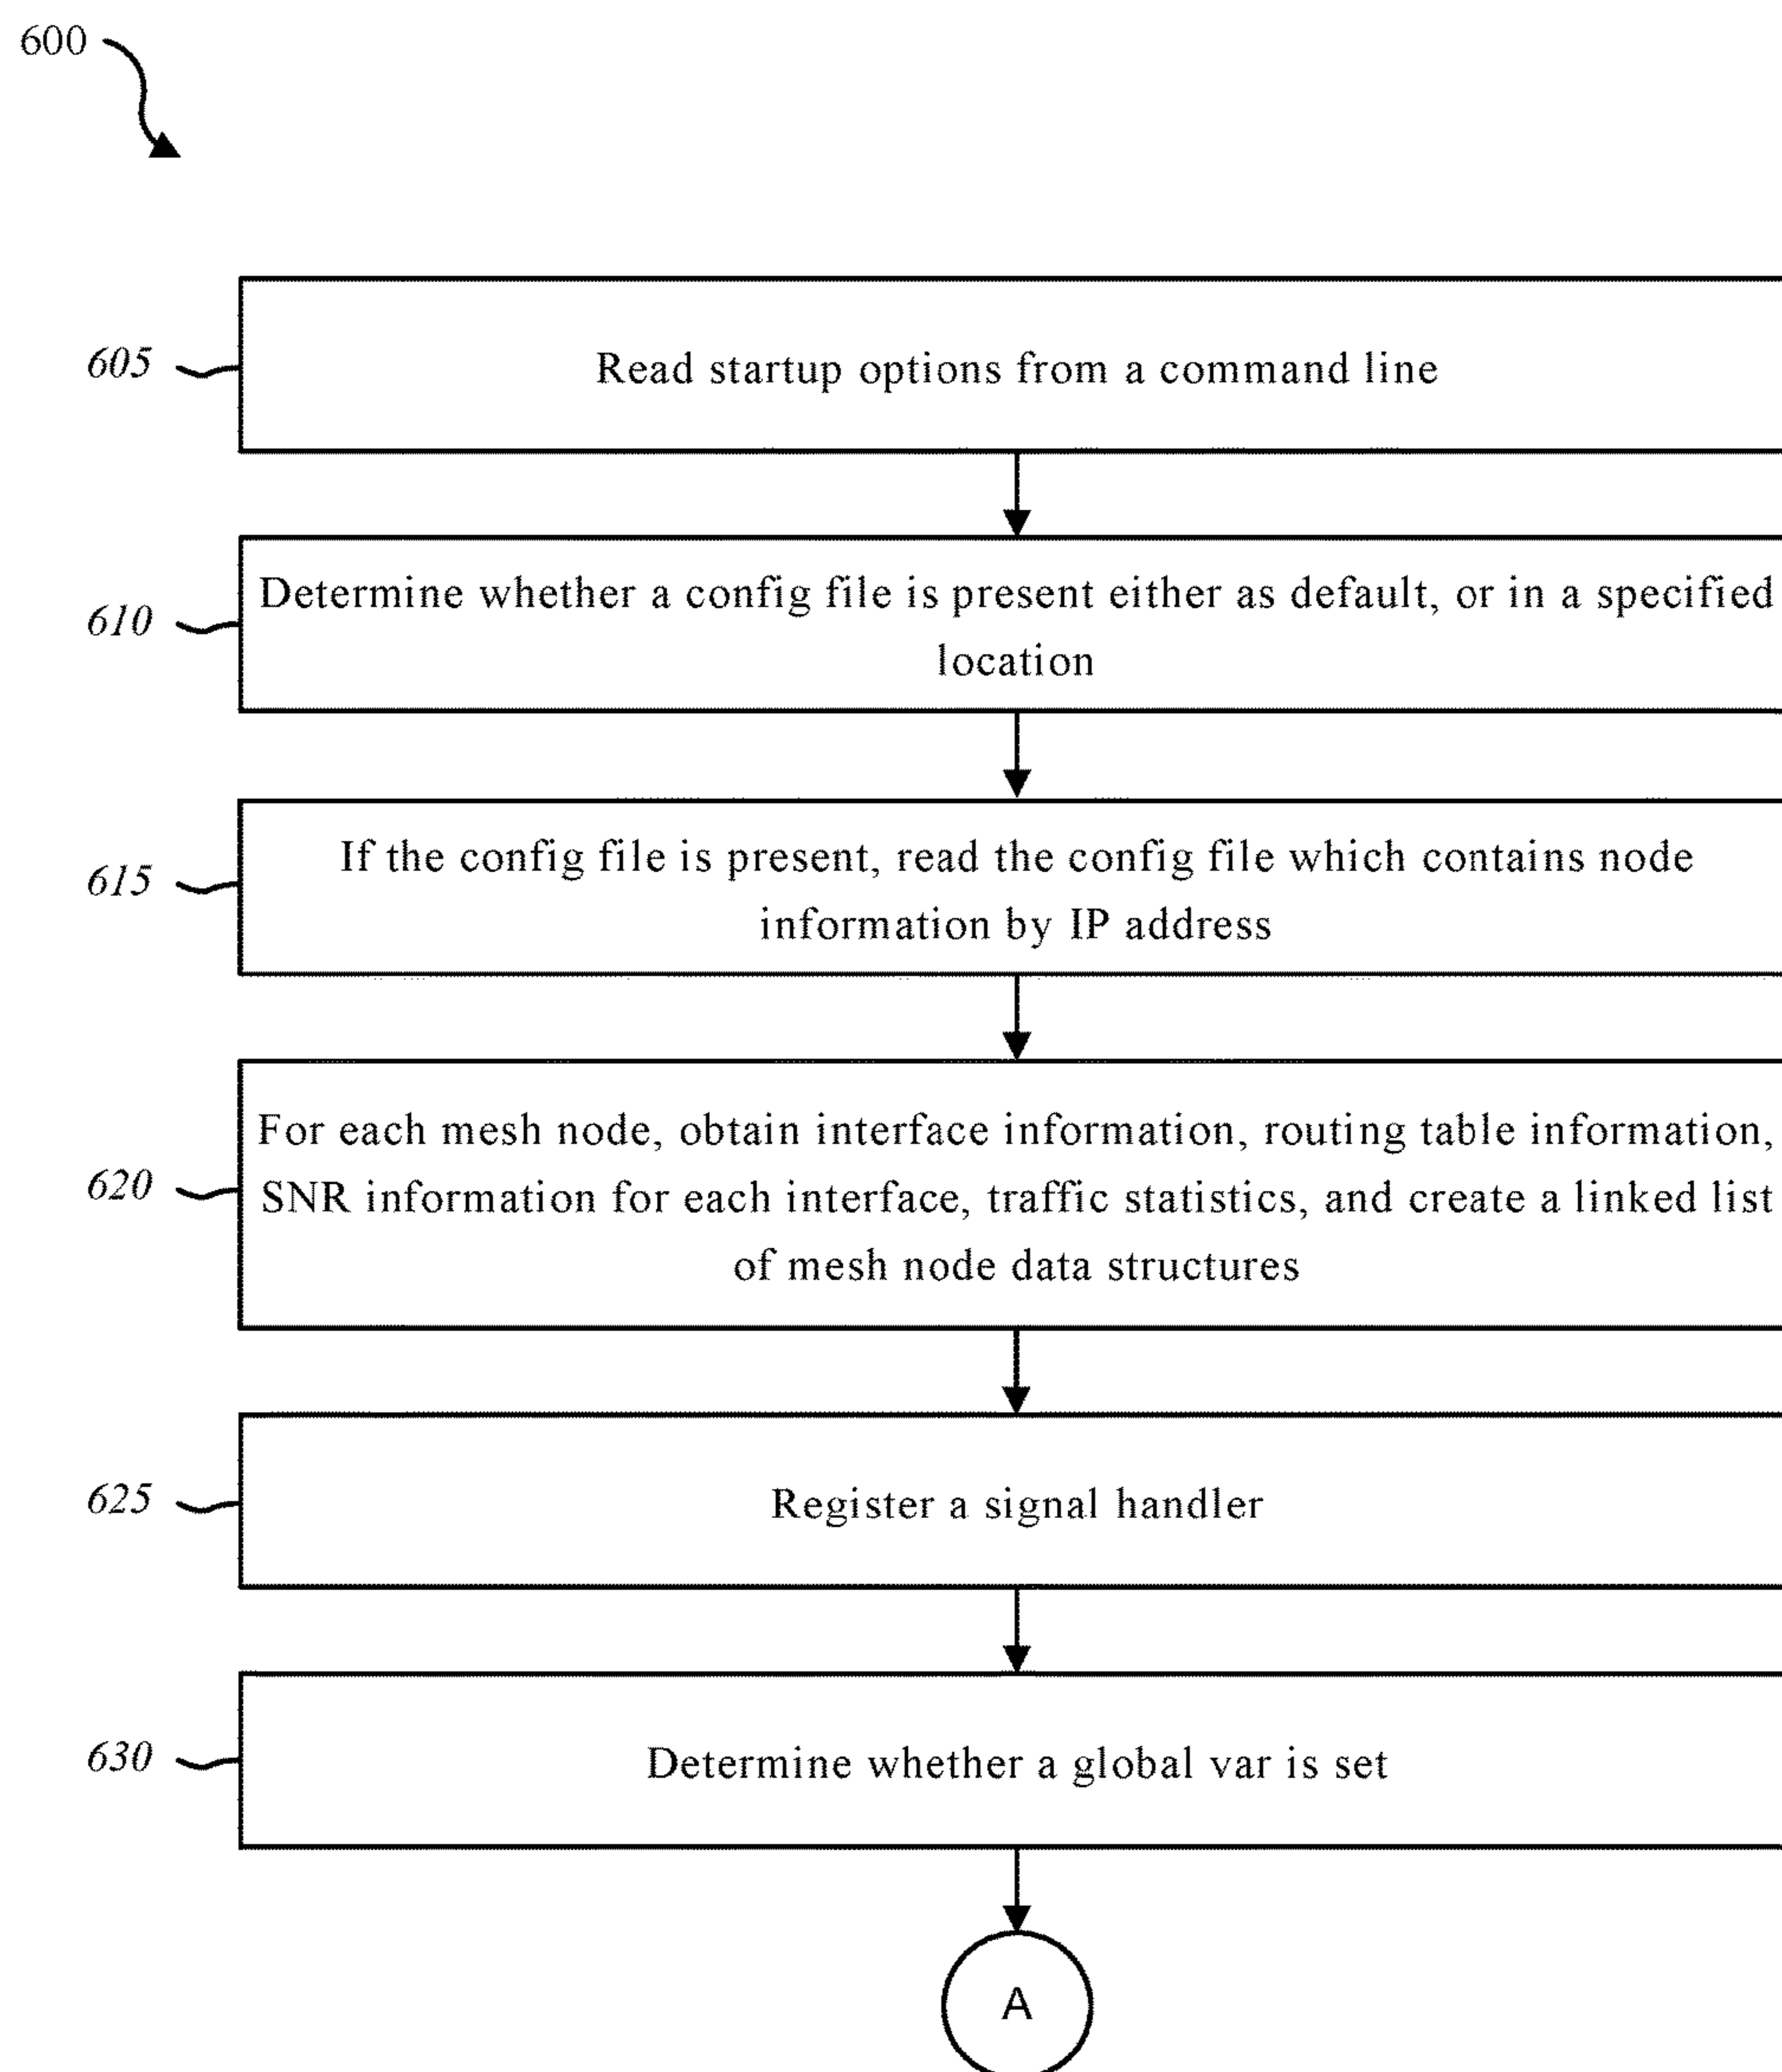 600
605
Read startup options from a command line
610
Determine whether a config file is present either as default, or in a specified
location
615
If the config file is present, read the config file which contains node
information by IP address
620
For each mesh node, obtain interface information, routing table information,
SNR information for each interface, traffic statistics, and create a linked list
of mesh node data structures
625
Register a signal handler
630
Determine whether a global var is set
A